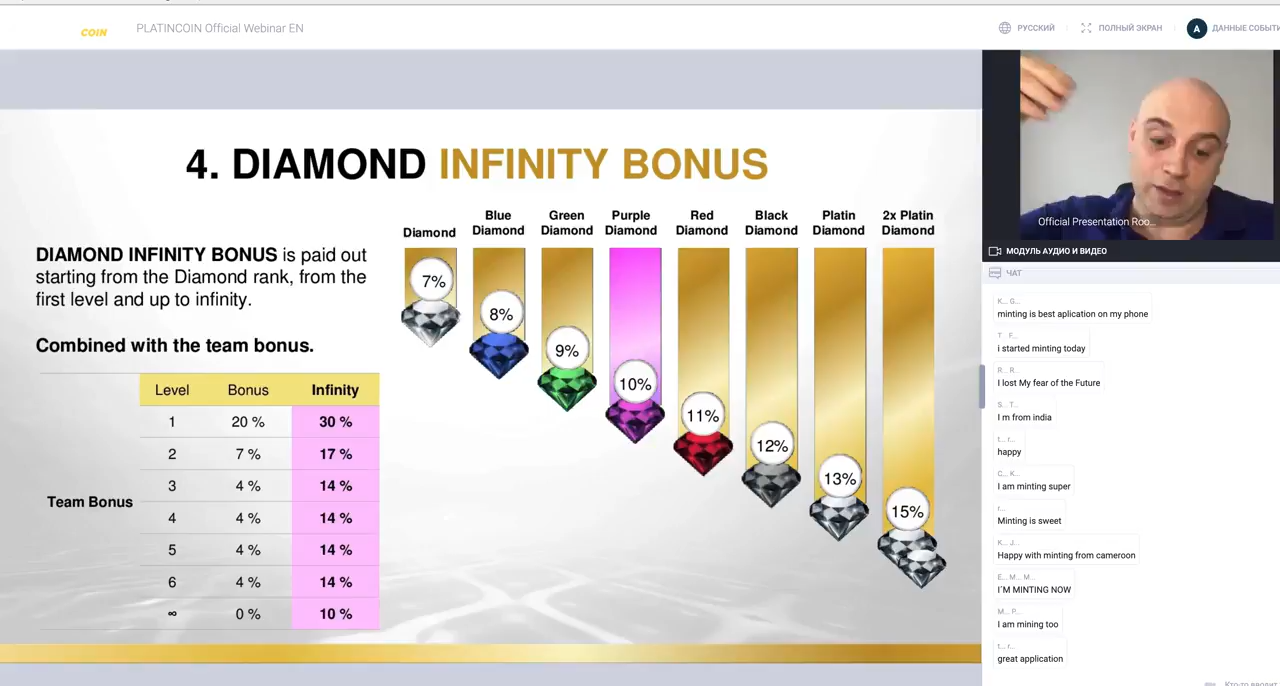 COIN
PLATINCOIN Official Webinar EN
РУССКИЙ
ПОЛНЫЙ ЭКРАН
A
ДАННЫЕ СОБЫТИ
4. DIAMOND INFINITY BONUS
DIAMOND INFINITY BONUS is paid out
starting from the Diamond rank, from the
first level and up to infinity.
Combined with the team bonus.
Level Bonus Infinity
1 20 % 30 %
2 7 % 17 %
3 4 % 14 %
Team Bonus
4 4 % 14 %
5 4 % 14 %
6 4 % 14 %
∞ 0 % 10 %
Diamond
Blue
Diamond
Green
Diamond
Purple
Diamond
Red
Diamond
Black
Diamond
Platin
Diamond
2x Platin
Diamond
7%
8%
9%
10%
11%
12%
13%
15%
Official Presentation Roo...
МОДУЛЬ АУДИО И ВИДЕО
ЧАТ
K... G...
minting is best aplication on my phone
T F...
i started minting today
R... R...
I lost My fear of the Future
S... T...
I m from india
t... r...
happy
C... K...
I am minting super
r...
Minting is sweet
K... J...
Happy with minting from cameroon
E... M... M...
I´M MINTING NOW
M... P...
I am mining too
t... r...
great application